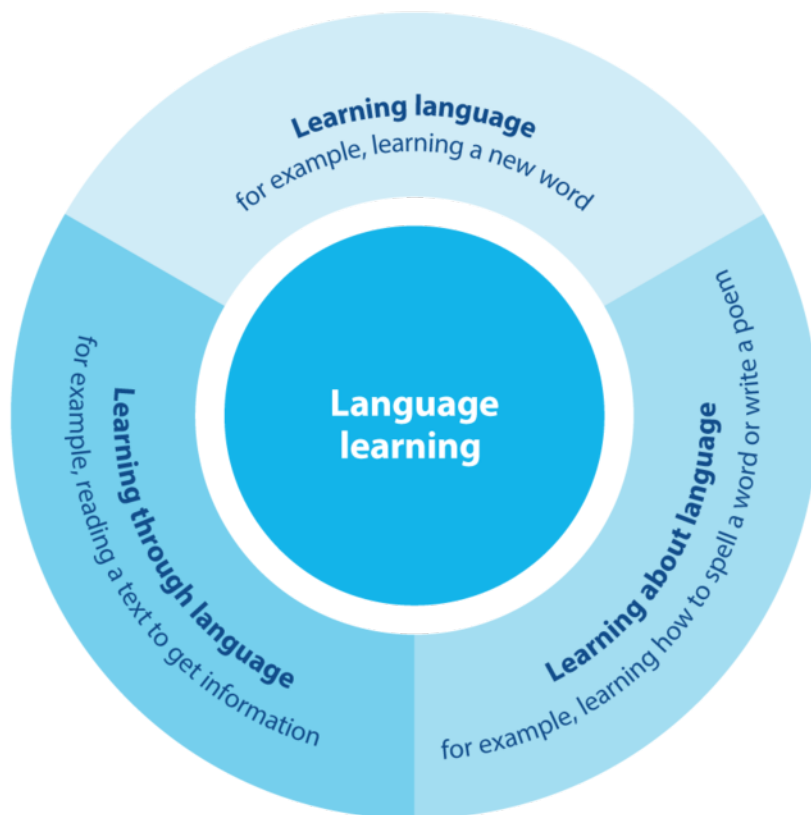 Learning language
for example, learning a new word
Language
learning
Learning through language
for example, reading a text to get information
Learning about language
for example, learning how to spell a word or write a poem